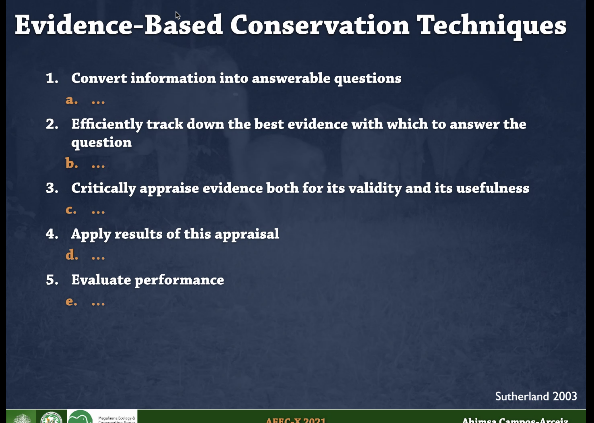 Evidence-Based Conservation Techniques
1. Convert information into answerable questions
a. ...
2. Efficiently track down the best evidence with which to answer the
question
b. ...
3. Critically appraise evidence both for its validity and its usefulness
c. ...
4. Apply results of this appraisal
d. ...
5. Evaluate performance
e. ...
Sutherland 2003
AFEC-X 2021
Ahimsa Campos-Arceiz